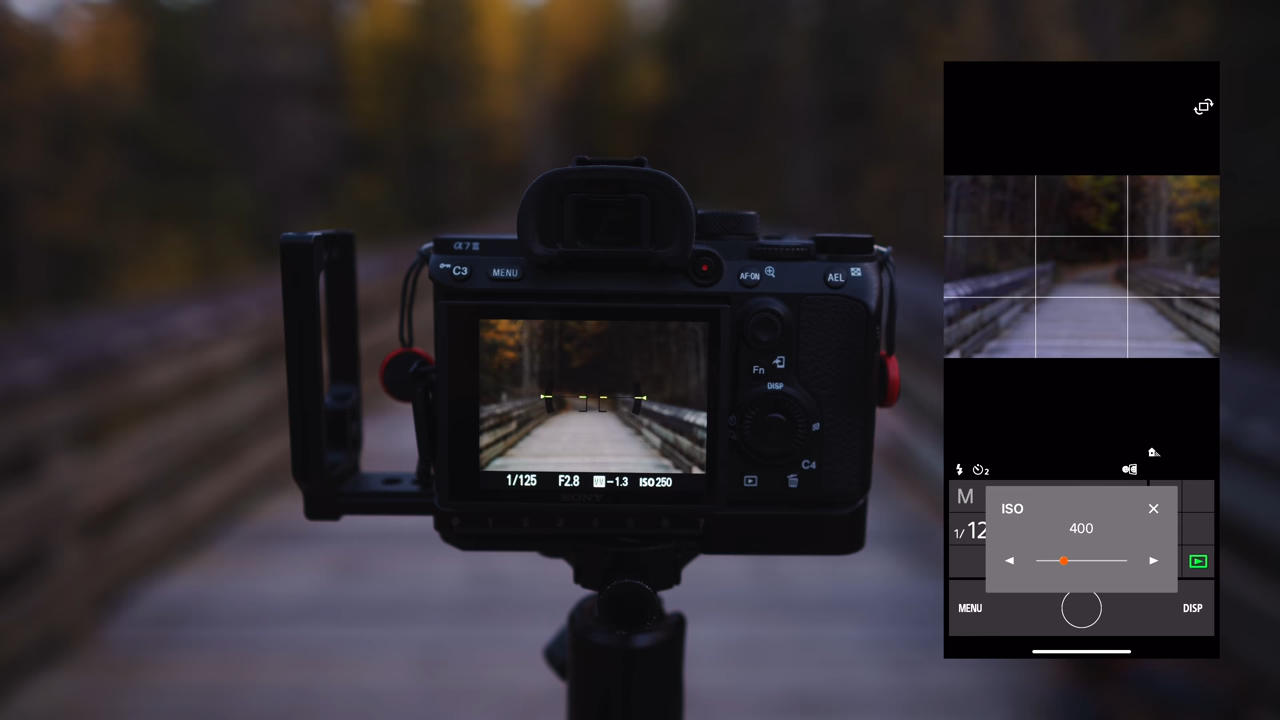 α7III
C3
MENU
AF-ON
AEL
Fn
DISP
C4
1/125 F2.8 -1.3 ISO 250
SONY
2
M
ISO
400
1/12
MENU
DISP